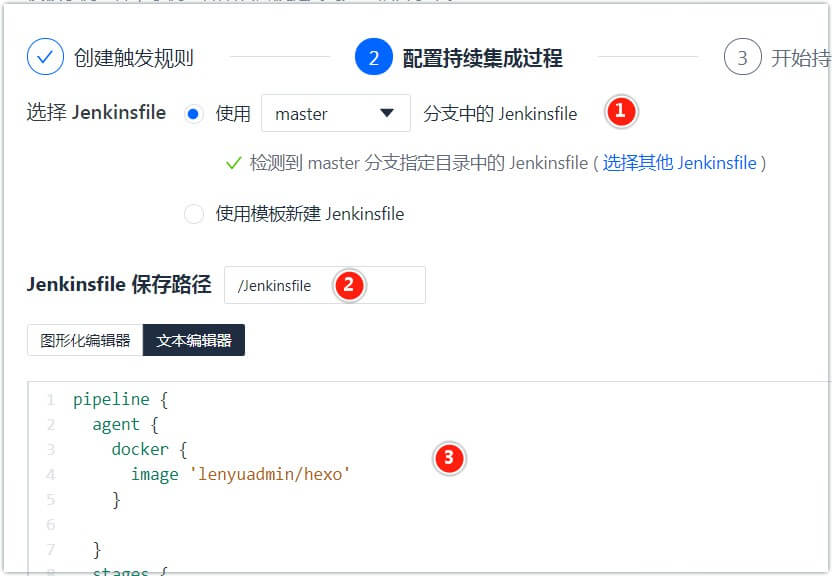 创建触发规则 2 配置持续集成过程 3 开始持
选择 Jenkinsfile 使用 master 分支中的 Jenkinsfile 1
检测到 master 分支指定目录中的 Jenkinsfile ( 选择其他 Jenkinsfile )
使用模板新建 Jenkinsfile
Jenkinsfile 保存路径 /Jenkinsfile 2
图形化编辑器 文本编辑器
1 pipeline {
2 agent {
3 docker { 3
4 image 'lenyuadmin/hexo'
5 }
6
7 }
8 stages {